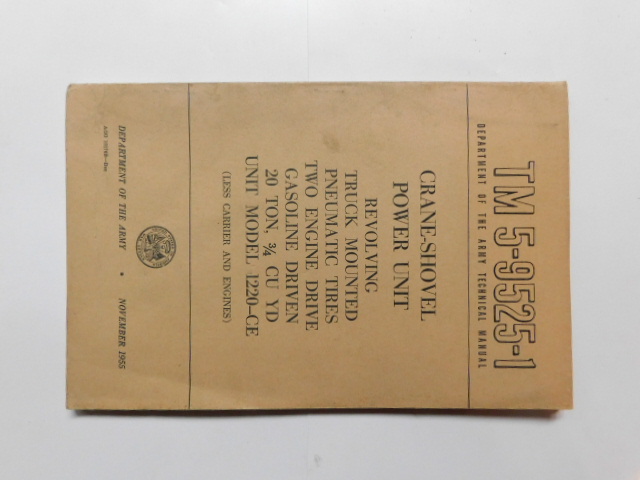 TM 5-9525-1
DEPARTMENT OF THE ARMY TECHNICAL MANUAL
CRANE-SHOVEL
POWER UNIT
REVOLVING
TRUCK MOUNTED
PNEUMATIC TIRES
TWO ENGINE DRIVE
GASOLINE DRIVEN
20 TON, ¾ CU YD
UNIT MODEL 1220-CE
(LESS CARRIER AND ENGINES)
DEPARTMENT OF THE ARMY • NOVEMBER 1955